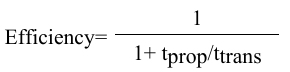 Efficiency= 1
1+ tprop/ttrans